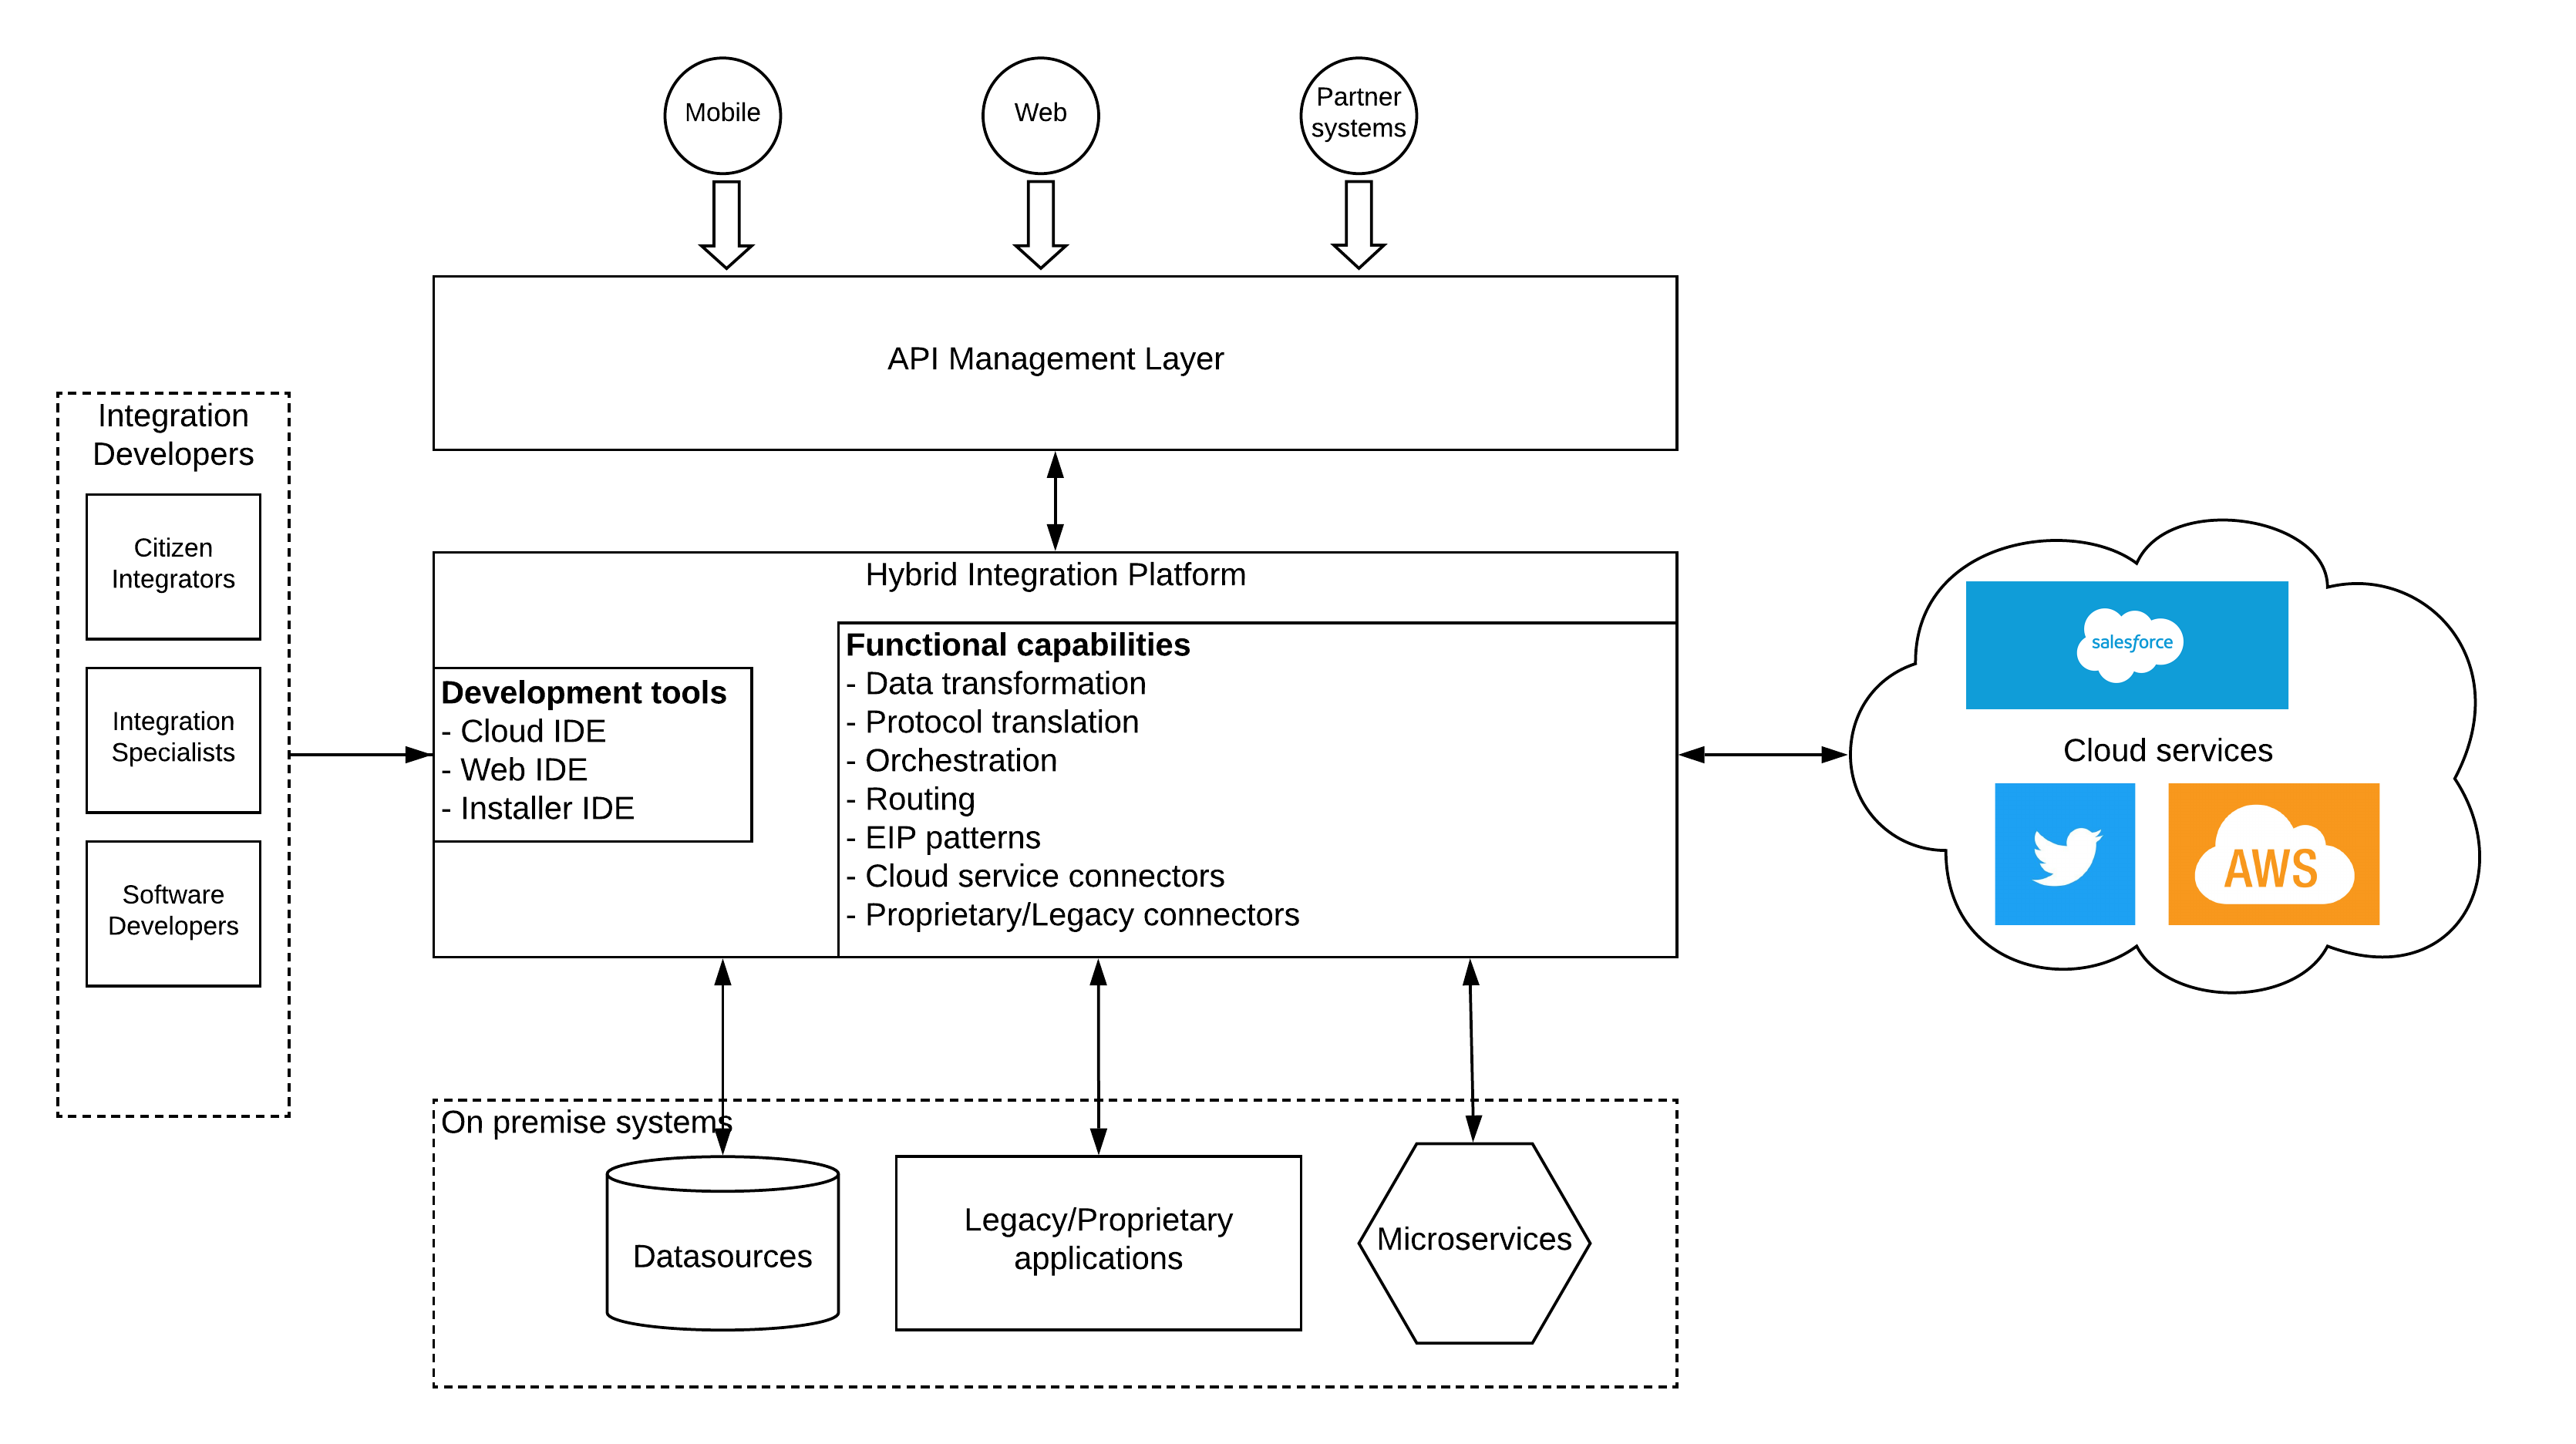 Mobile
Web
Partner
systems
API Management Layer
Integration
Developers
Citizen
Integrators
Integration
Specialists
Software
Developers
Hybrid Integration Platform
Development tools
- Cloud IDE
- Web IDE
- Installer IDE
Functional capabilities
- Data transformation
- Protocol translation
- Orchestration
- Routing
- EIP patterns
- Cloud service connectors
- Proprietary/Legacy connectors
salesforce
Cloud services
AWS
On premise systems
Datasources
Legacy/Proprietary
applications
Microservices